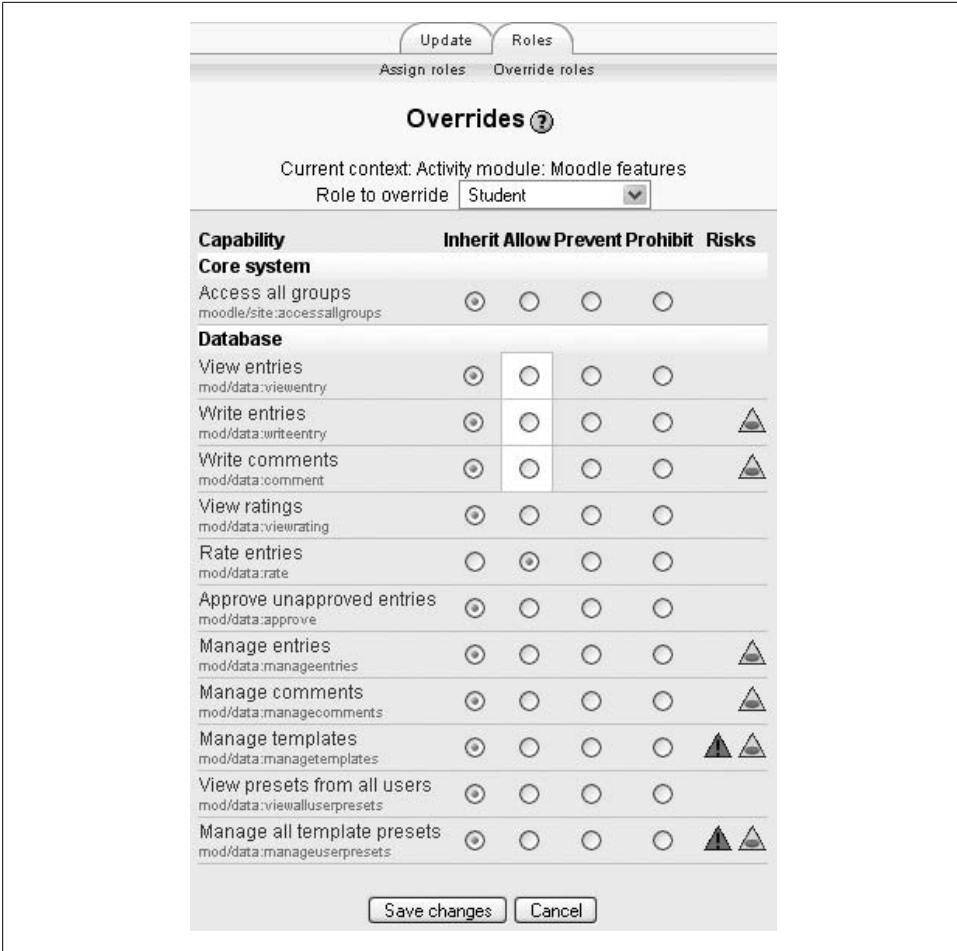 Update Roles
Assign roles Override roles
Overrides ?
Current context: Activity module: Moodle features
Role to override Student
Capability Inherit Allow Prevent Prohibit Risks
Core system
Access all groups
moodle/site:accessallgroups
Database
View entries
mod/data:viewentry
Write entries
mod/data:writeentry
Write comments
mod/data:comment
View ratings
mod/data:viewrating
Rate entries
mod/data:rate
Approve unapproved entries
mod/data:approve
Manage entries
mod/data:manageentries
Manage comments
mod/data:managecomments
Manage templates
mod/data:managetemplates
View presets from all users
mod/data:viewalluserpresets
Manage all template presets
mod/data:manageuserpresets
Save changes Cancel